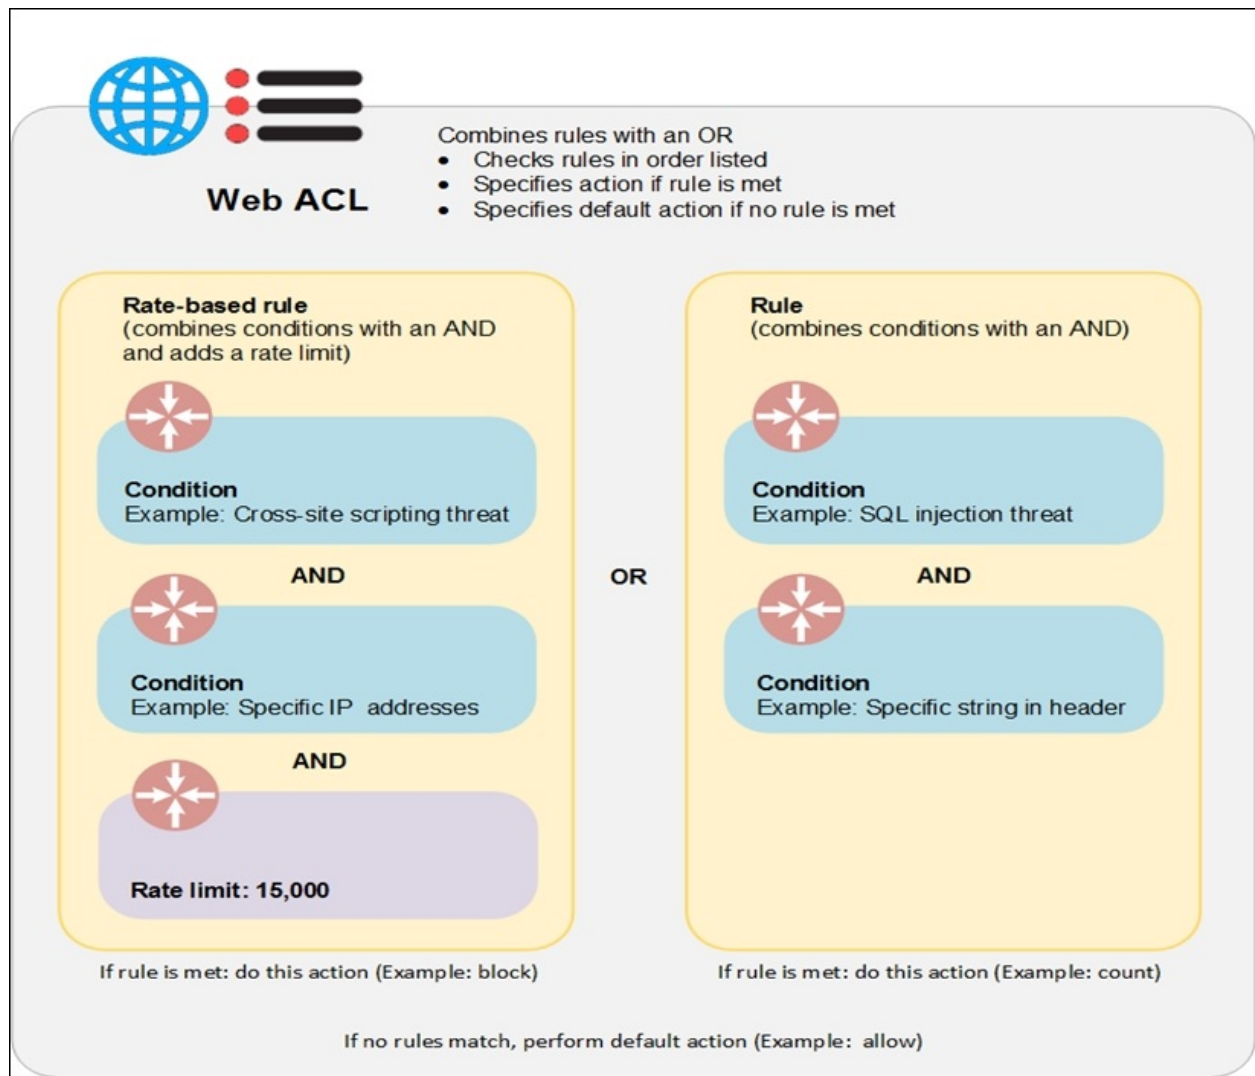 Web ACL
Combines rules with an OR
• Checks rules in order listed
• Specifies action if rule is met
• Specifies default action if no rule is met
Rate-based rule
(combines conditions with an AND
and adds a rate limit)
Condition
Example: Cross-site scripting threat
AND
Condition
Example: Specific IP addresses
AND
Rate limit: 15,000
If rule is met: do this action (Example: block)
OR
Rule
(combines conditions with an AND)
Condition
Example: SQL injection threat
AND
Condition
Example: Specific string in header
If rule is met: do this action (Example: count)
If no rules match, perform default action (Example: allow)